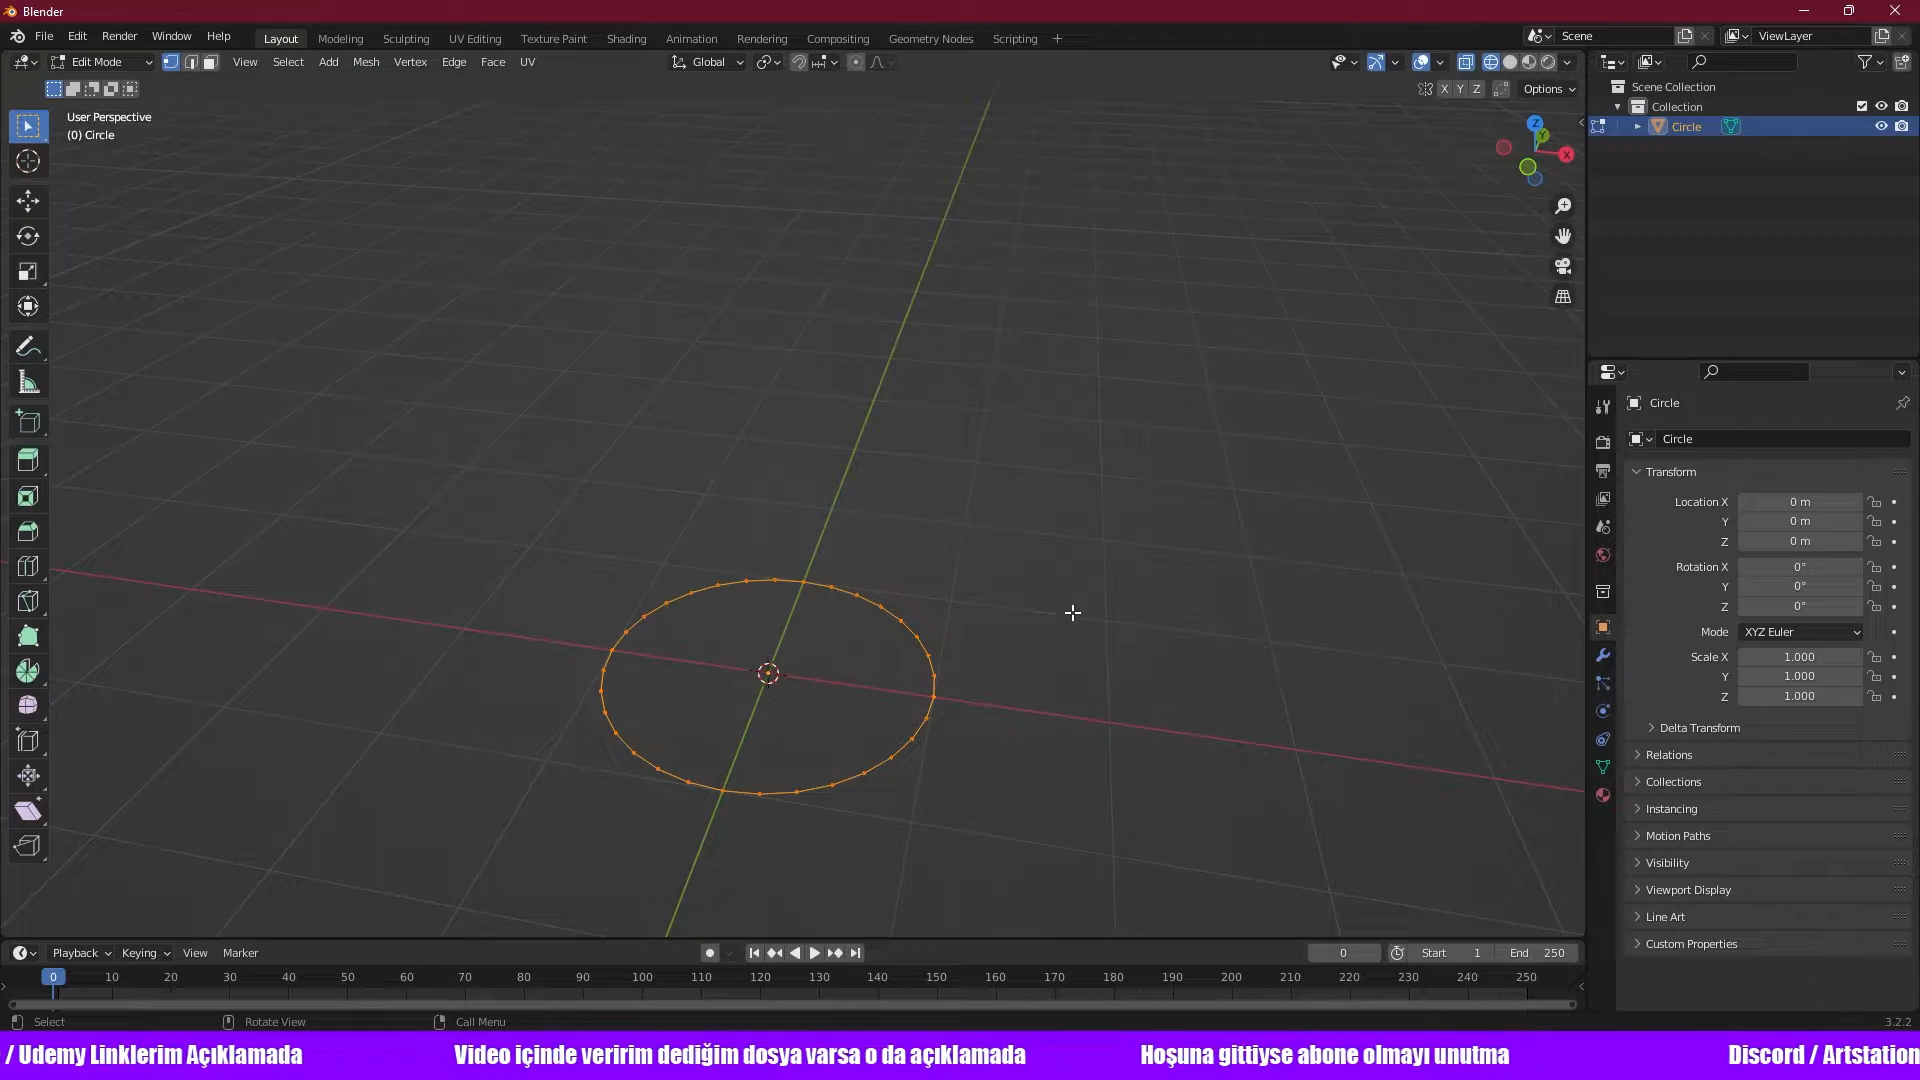 Blender
File Edit Render Window Help
Layout Modeling Sculpting UV Editing Texture Paint Shading Animation Rendering Compositing Geometry Nodes Scripting +
Scene
ViewLayer
Edit Mode
View Select Add Mesh Vertex Edge Face UV
Global
X Y Z
Options
User Perspective
(0) Circle
Z
Y
X
Scene Collection
Collection
Circle
Circle
Circle
Transform
Location X 0 m
Y 0 m
Z 0 m
Rotation X 0°
Y 0°
Z 0°
Mode XYZ Euler
Scale X 1.000
Y 1.000
Z 1.000
Delta Transform
Relations
Collections
Instancing
Motion Paths
Visibility
Viewport Display
Line Art
Custom Properties
Playback Keying View Marker
0
Start 1
End 250
0 10 20 30 40 50 60 70 80 90 100 110 120 130 140 150 160 170 180 190 200 210 220 230 240 250
Select Rotate View Call Menu
3.2.2
/ Udemy Linklerim Açıklamada Video içinde veririm dediğim dosya varsa o da açıklamada Hoşuna gittiyse abone olmayı unutma Discord / Artstation